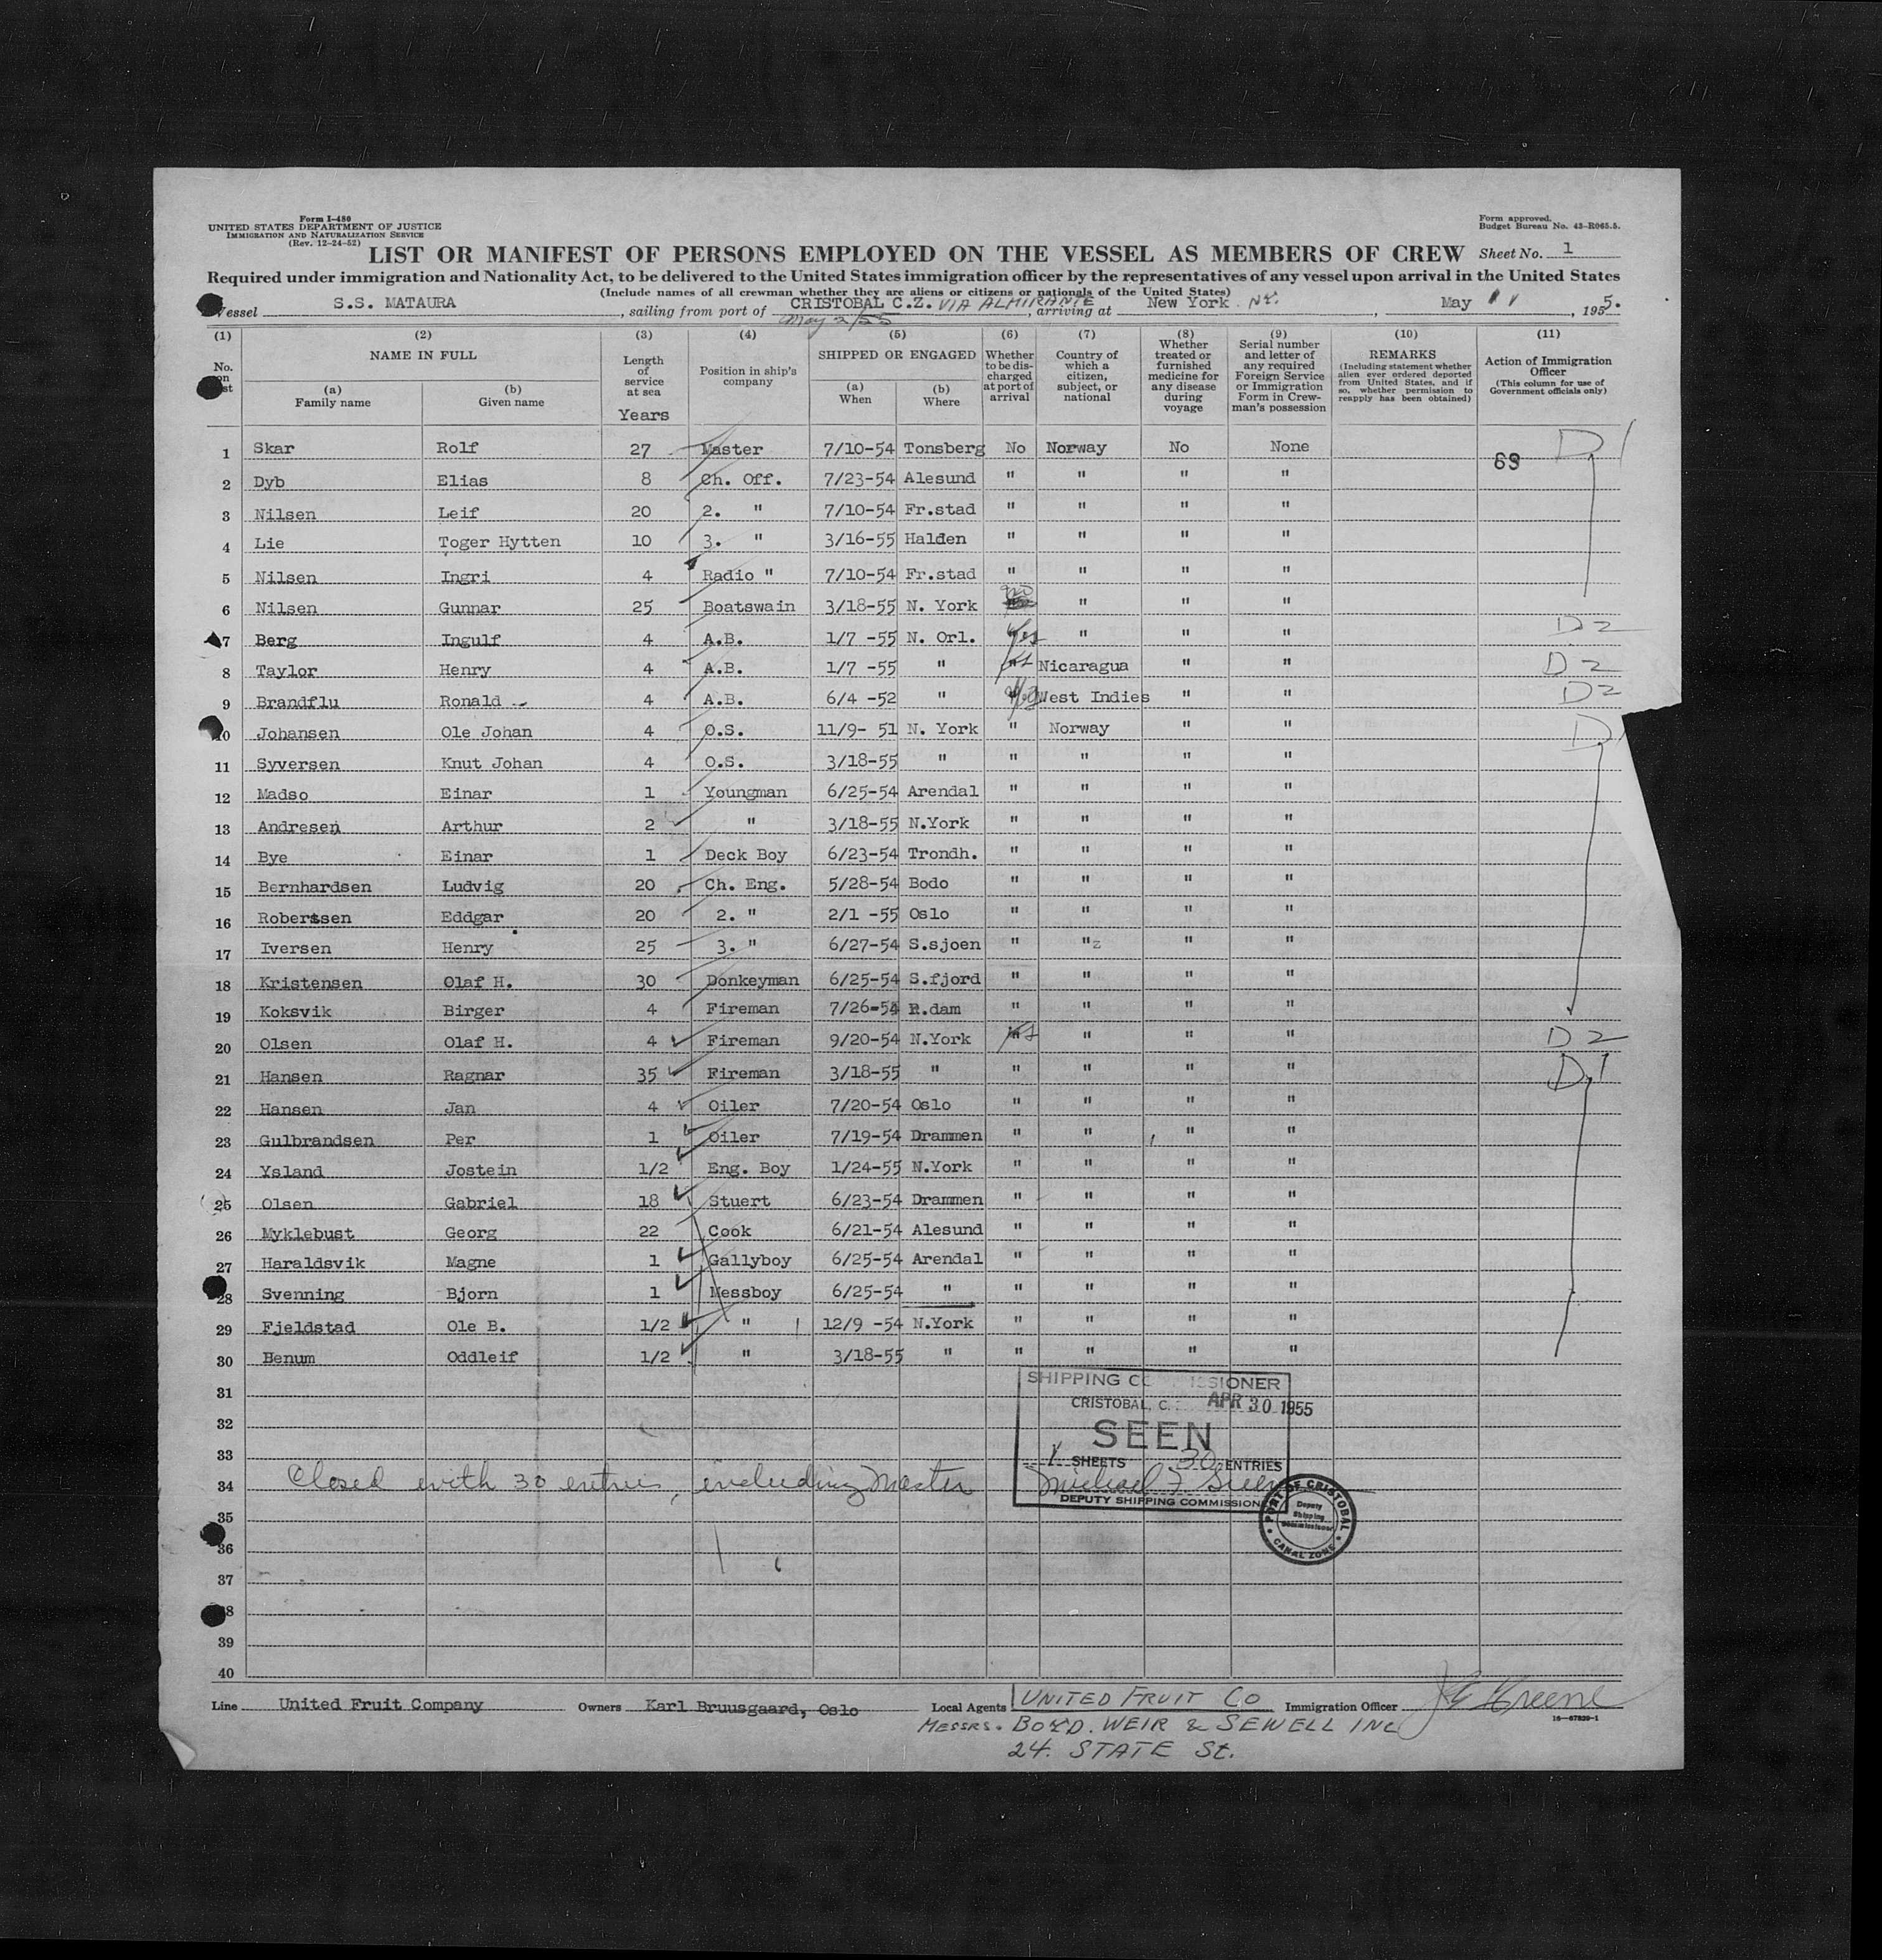 Form I-480
UNITED STATES DEPARTMENT OF JUSTICE
IMMIGRATION AND NATURALIZATION SERVICE
(Rev. 12-24-52)
Form approved.
Budget Bureau No. 43-R065.5.
LIST OR MANIFEST OF PERSONS EMPLOYED ON THE VESSEL AS MEMBERS OF CREW Sheet No. 1
Required under immigration and Nationality Act, to be delivered to the United States immigration officer by the representatives of any vessel upon arrival in the United States
(Include names of all crewman whether they are aliens or citizens or nationals of the United States)
Vessel S.S. MATAURA, sailing from port of CRISTOBAL C.Z. VIA ALMIRANTE, arriving at New York N.Y., May 11, 1955.
May 2/55
(1) (2) (3) (4) (5) (6) (7) (8) (9) (10) (11)
No. on list
NAME IN FULL
(a) Family name
(b) Given name
Length of service at sea
Years
Position in ship's company
SHIPPED OR ENGAGED
(a) When
(b) Where
Whether to be discharged at port of arrival
Country of which a citizen, subject, or national
Whether treated or furnished medicine for any disease during voyage
Serial number and letter of any required Foreign Service or Immigration Form in Crewman's possession
REMARKS
(Including statement whether alien ever ordered deported from United States, and if so, whether permission to reapply has been obtained)
Action of Immigration Officer
(This column for use of Government officials only)
1 Skar Rolf 27 Master 7/10-54 Tonsberg No Norway No None 69 D 1
2 Dyb Elias 8 Ch. Off. 7/23-54 Alesund " " " "
3 Nilsen Leif 20 2. " 7/10-54 Fr.stad " " " "
4 Lie Toger Hytten 10 3. " 3/16-55 Halden " " " "
5 Nilsen Ingri 4 Radio " 7/10-54 Fr.stad " " " "
6 Nilsen Gunnar 25 Boatswain 3/18-55 N. York no " " "
7 Berg Ingulf 4 A.B. 1/7 -55 N. Orl. Yes " " " D 2
8 Taylor Henry 4 A.B. 1/7 -55 " Yes Nicaragua " " D 2
9 Brandflu Ronald 4 A.B. 6/4 -52 " West Indies " " D 2
10 Johansen Ole Johan 4 O.S. 11/9- 51 N. York " Norway " " D
11 Syversen Knut Johan 4 O.S. 3/18-55 " " " " "
12 Madso Einar 1 Youngman 6/25-54 Arendal " " " "
13 Andresen Arthur 2 " 3/18-55 N.York " " " "
14 Bye Einar 1 Deck Boy 6/23-54 Trondh. " " " "
15 Bernhardsen Ludvig 20 Ch. Eng. 5/28-54 Bodo " " " "
16 Robertsen Eddgar 20 2. " 2/1 -55 Oslo " " " "
17 Iversen Henry 25 3. " 6/27-54 S.sjoen " "z " "
18 Kristensen Olaf H. 30 Donkeyman 6/25-54 S.fjord " " " "
19 Koksvik Birger 4 Fireman 7/26-54 R.dam " " " "
20 Olsen Olaf H. 4 Fireman 9/20-54 N.York Yes " " " D 2
21 Hansen Ragnar 35 Fireman 3/18-55 " " " " " D 1
22 Hansen Jan 4 Oiler 7/20-54 Oslo " " " "
23 Gulbrandsen Per 1 Oiler 7/19-54 Drammen " " " "
24 Ysland Jostein 1/2 Eng. Boy 1/24-55 N.York " " " "
25 Olsen Gabriel 18 Stuert 6/23-54 Drammen " " " "
26 Myklebust Georg 22 Cook 6/21-54 Alesund " " " "
27 Haraldsvik Magne 1 Gallyboy 6/25-54 Arendal " " " "
28 Svenning Bjorn 1 Messboy 6/25-54 " " " " "
29 Fjeldstad Ole B. 1/2 " 12/9 -54 N.York " " " "
30 Benum Oddleif 1/2 " 3/18-55 " " " " "
31
32
33
34
35
36
37
38
39
40
Closed with 30 entries, including Master
SHIPPING COMMISSIONER
CRISTOBAL, C. APR 30 1955
SEEN
1 SHEETS 30 ENTRIES
Michael F. Green
DEPUTY SHIPPING COMMISSIONER
PORT OF CRISTOBAL
Deputy Shipping Commissioner
CANAL ZONE
Line United Fruit Company Owners Karl Bruusgaard, Oslo Local Agents UNITED FRUIT CO Immigration Officer Greene
16-67830-1
MESSRS. BOYD. WEIR & SEWELL INC
24. STATE St.